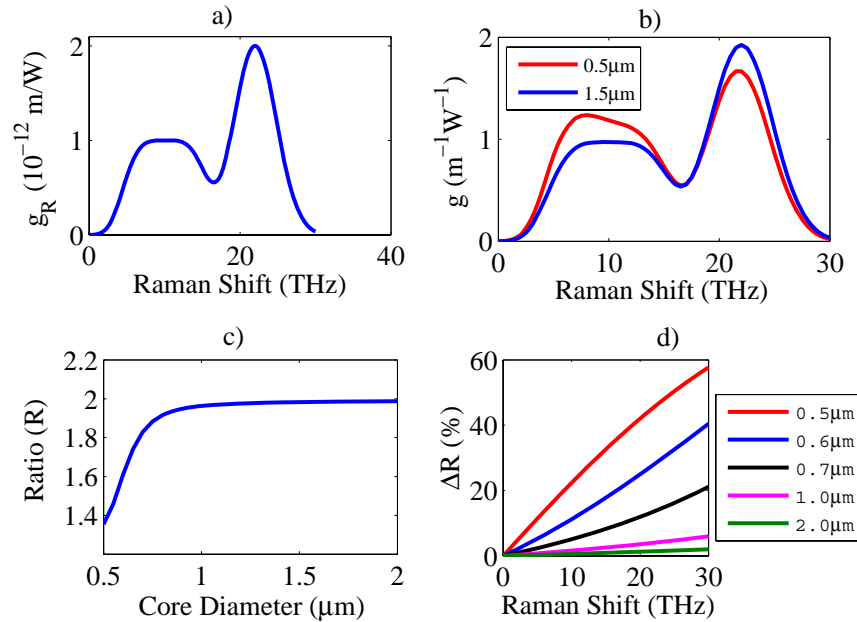 a)
g_R (10^−12 m/W)
2
1
0
0 20 40
Raman Shift (THz)
b)
g (m^−1W^−1)
2
1
0
0.5µm
1.5µm
0 10 20 30
Raman Shift (THz)
c)
Ratio (R)
2.2
2
1.8
1.6
1.4
0.5 1 1.5 2
Core Diameter (µm)
d)
ΔR (%)
60
40
20
0
0 10 20 30
Raman Shift (THz)
0.5µm
0.6µm
0.7µm
1.0µm
2.0µm